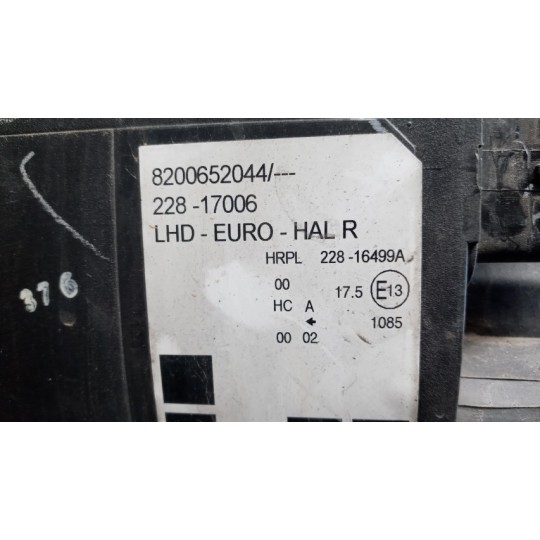 8200652044/---
228 -17006
LHD - EURO - HAL R
HRPL 228 -16499A
00 17.5 E13
HC A
← 1085
00 02
376